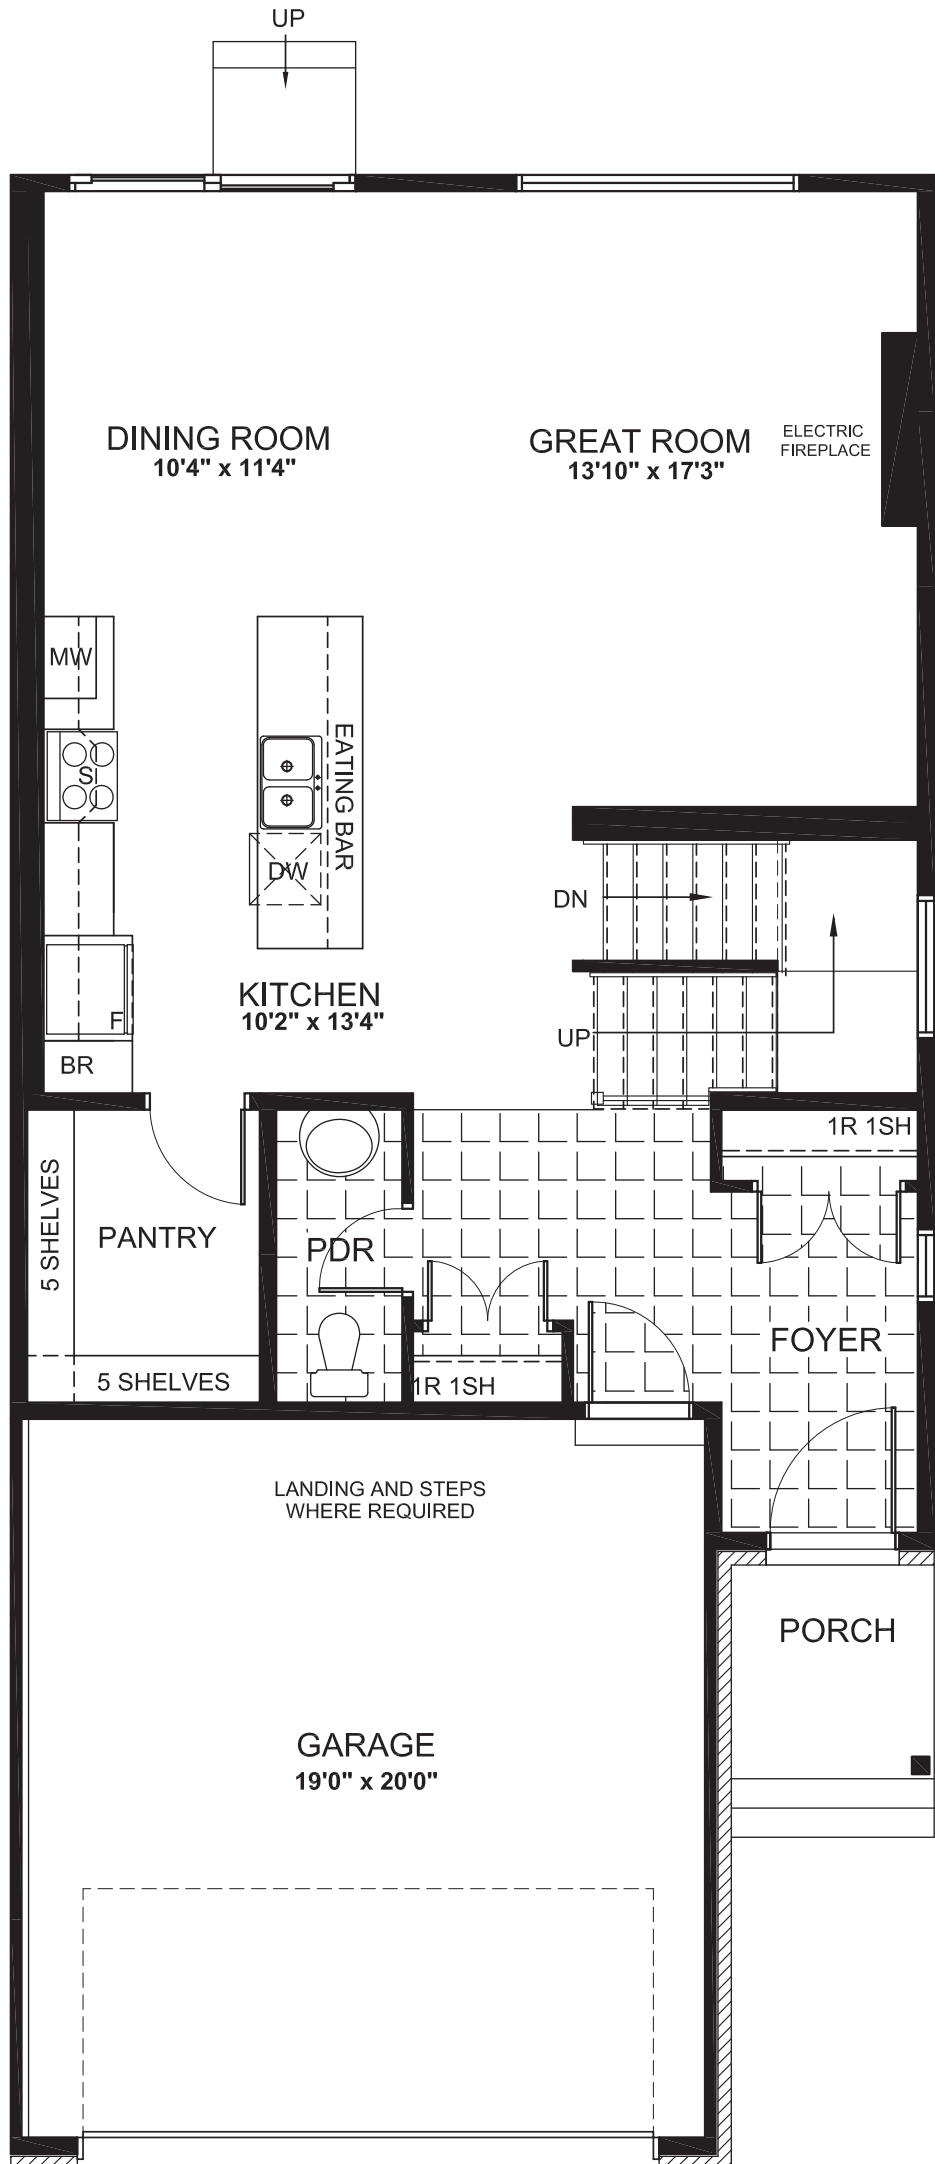 UP
DINING ROOM
10'4" x 11'4"
GREAT ROOM
13'10" x 17'3"
ELECTRIC
FIREPLACE
MW
S
EATING BAR
DW
DN
KITCHEN
10'2" x 13'4"
F
UP
BR
1R 1SH
5 SHELVES
PANTRY
PDR
FOYER
5 SHELVES
1R 1SH
LANDING AND STEPS
WHERE REQUIRED
PORCH
GARAGE
19'0" x 20'0"